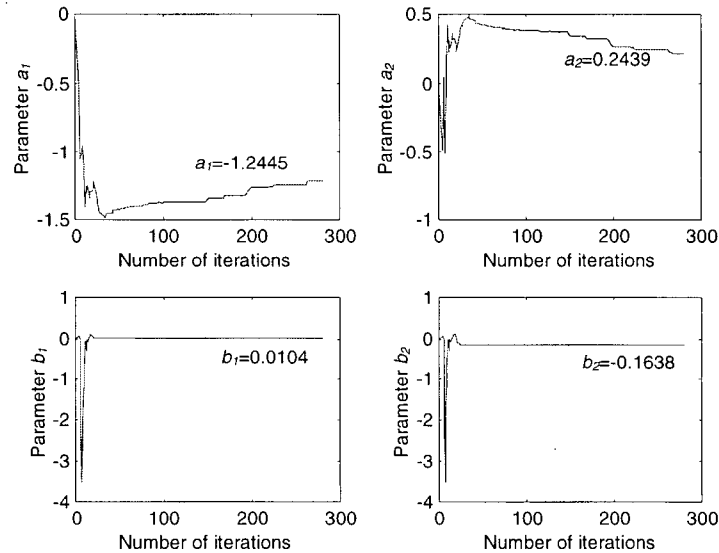 0
-0.5
-1
-1.5
Parameter a1
a1=-1.2445
0 100 200 300
Number of iterations
0.5
0
0.5
-1
Parameter a2
a2=0.2439
0 100 200 300
Number of iterations
1
0
-1
-2
-3
-4
Parameter b1
b1=0.0104
0 100 200 300
Number of iterations
1
0
-1
-2
-3
-4
Parameter b2
b2=-0.1638
0 100 200 300
Number of iterations